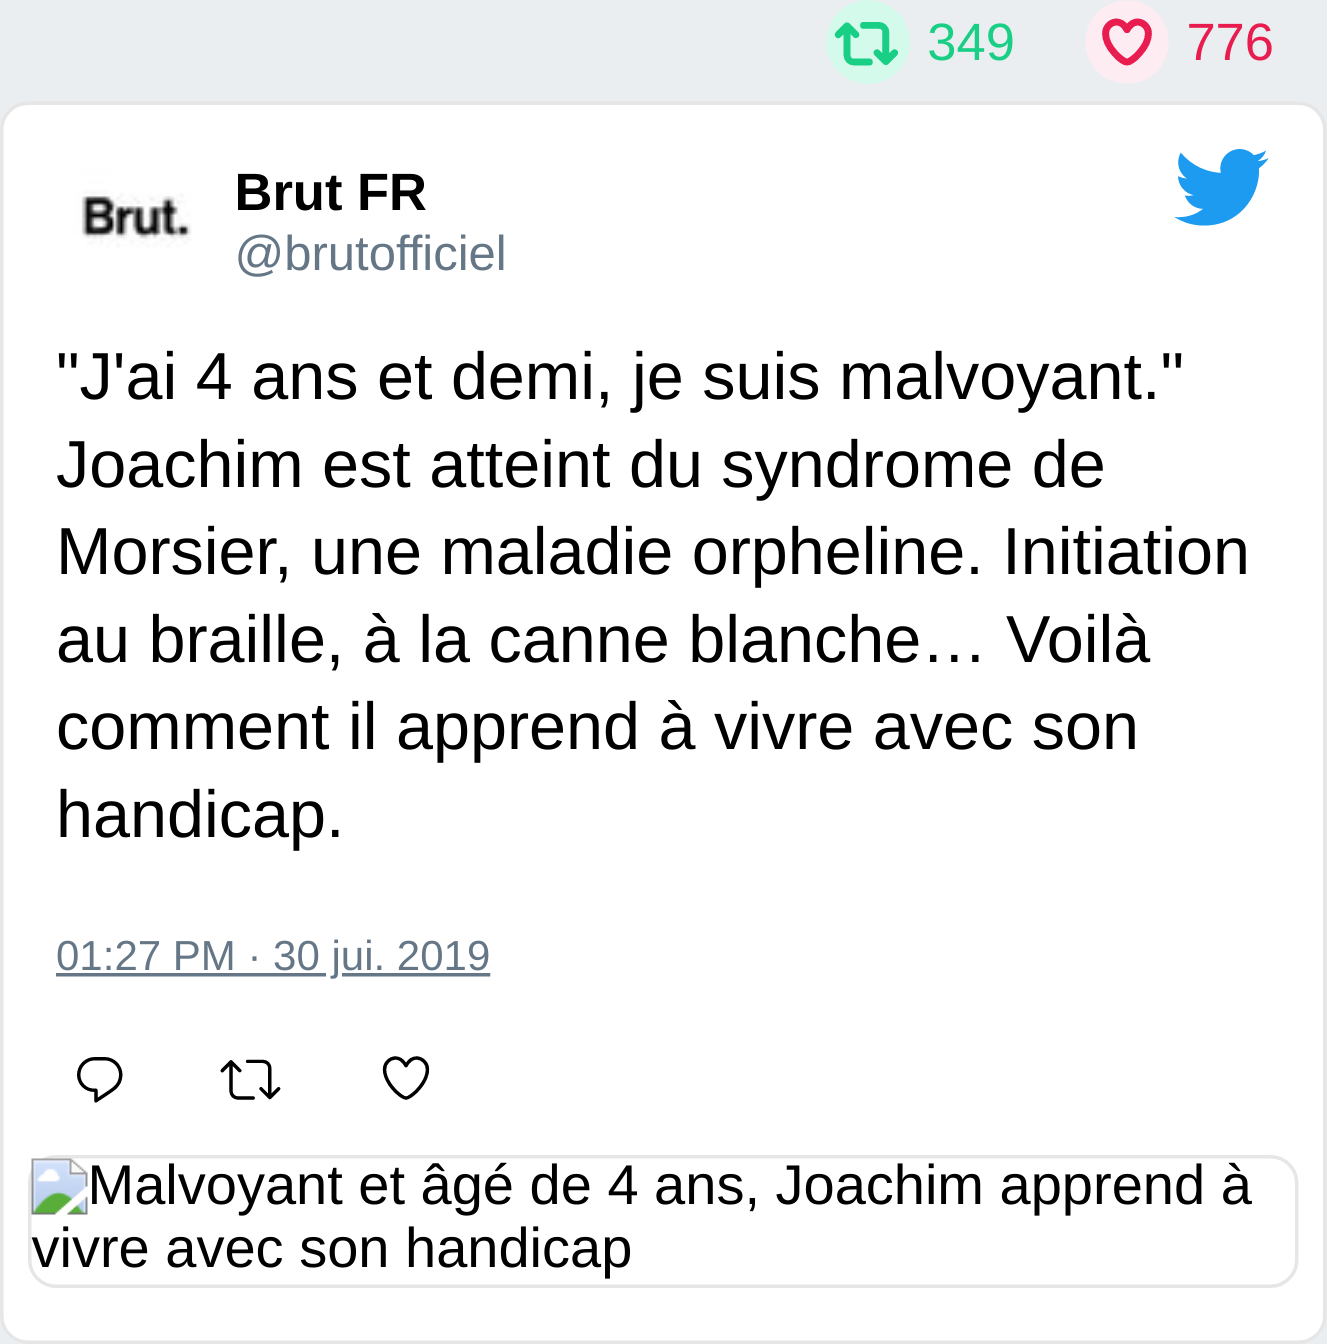 349 776
Brut.
Brut FR
@brutofficiel
"J'ai 4 ans et demi, je suis malvoyant."
Joachim est atteint du syndrome de
Morsier, une maladie orpheline. Initiation
au braille, à la canne blanche… Voilà
comment il apprend à vivre avec son
handicap.
01:27 PM · 30 jui. 2019
Malvoyant et âgé de 4 ans, Joachim apprend à
vivre avec son handicap